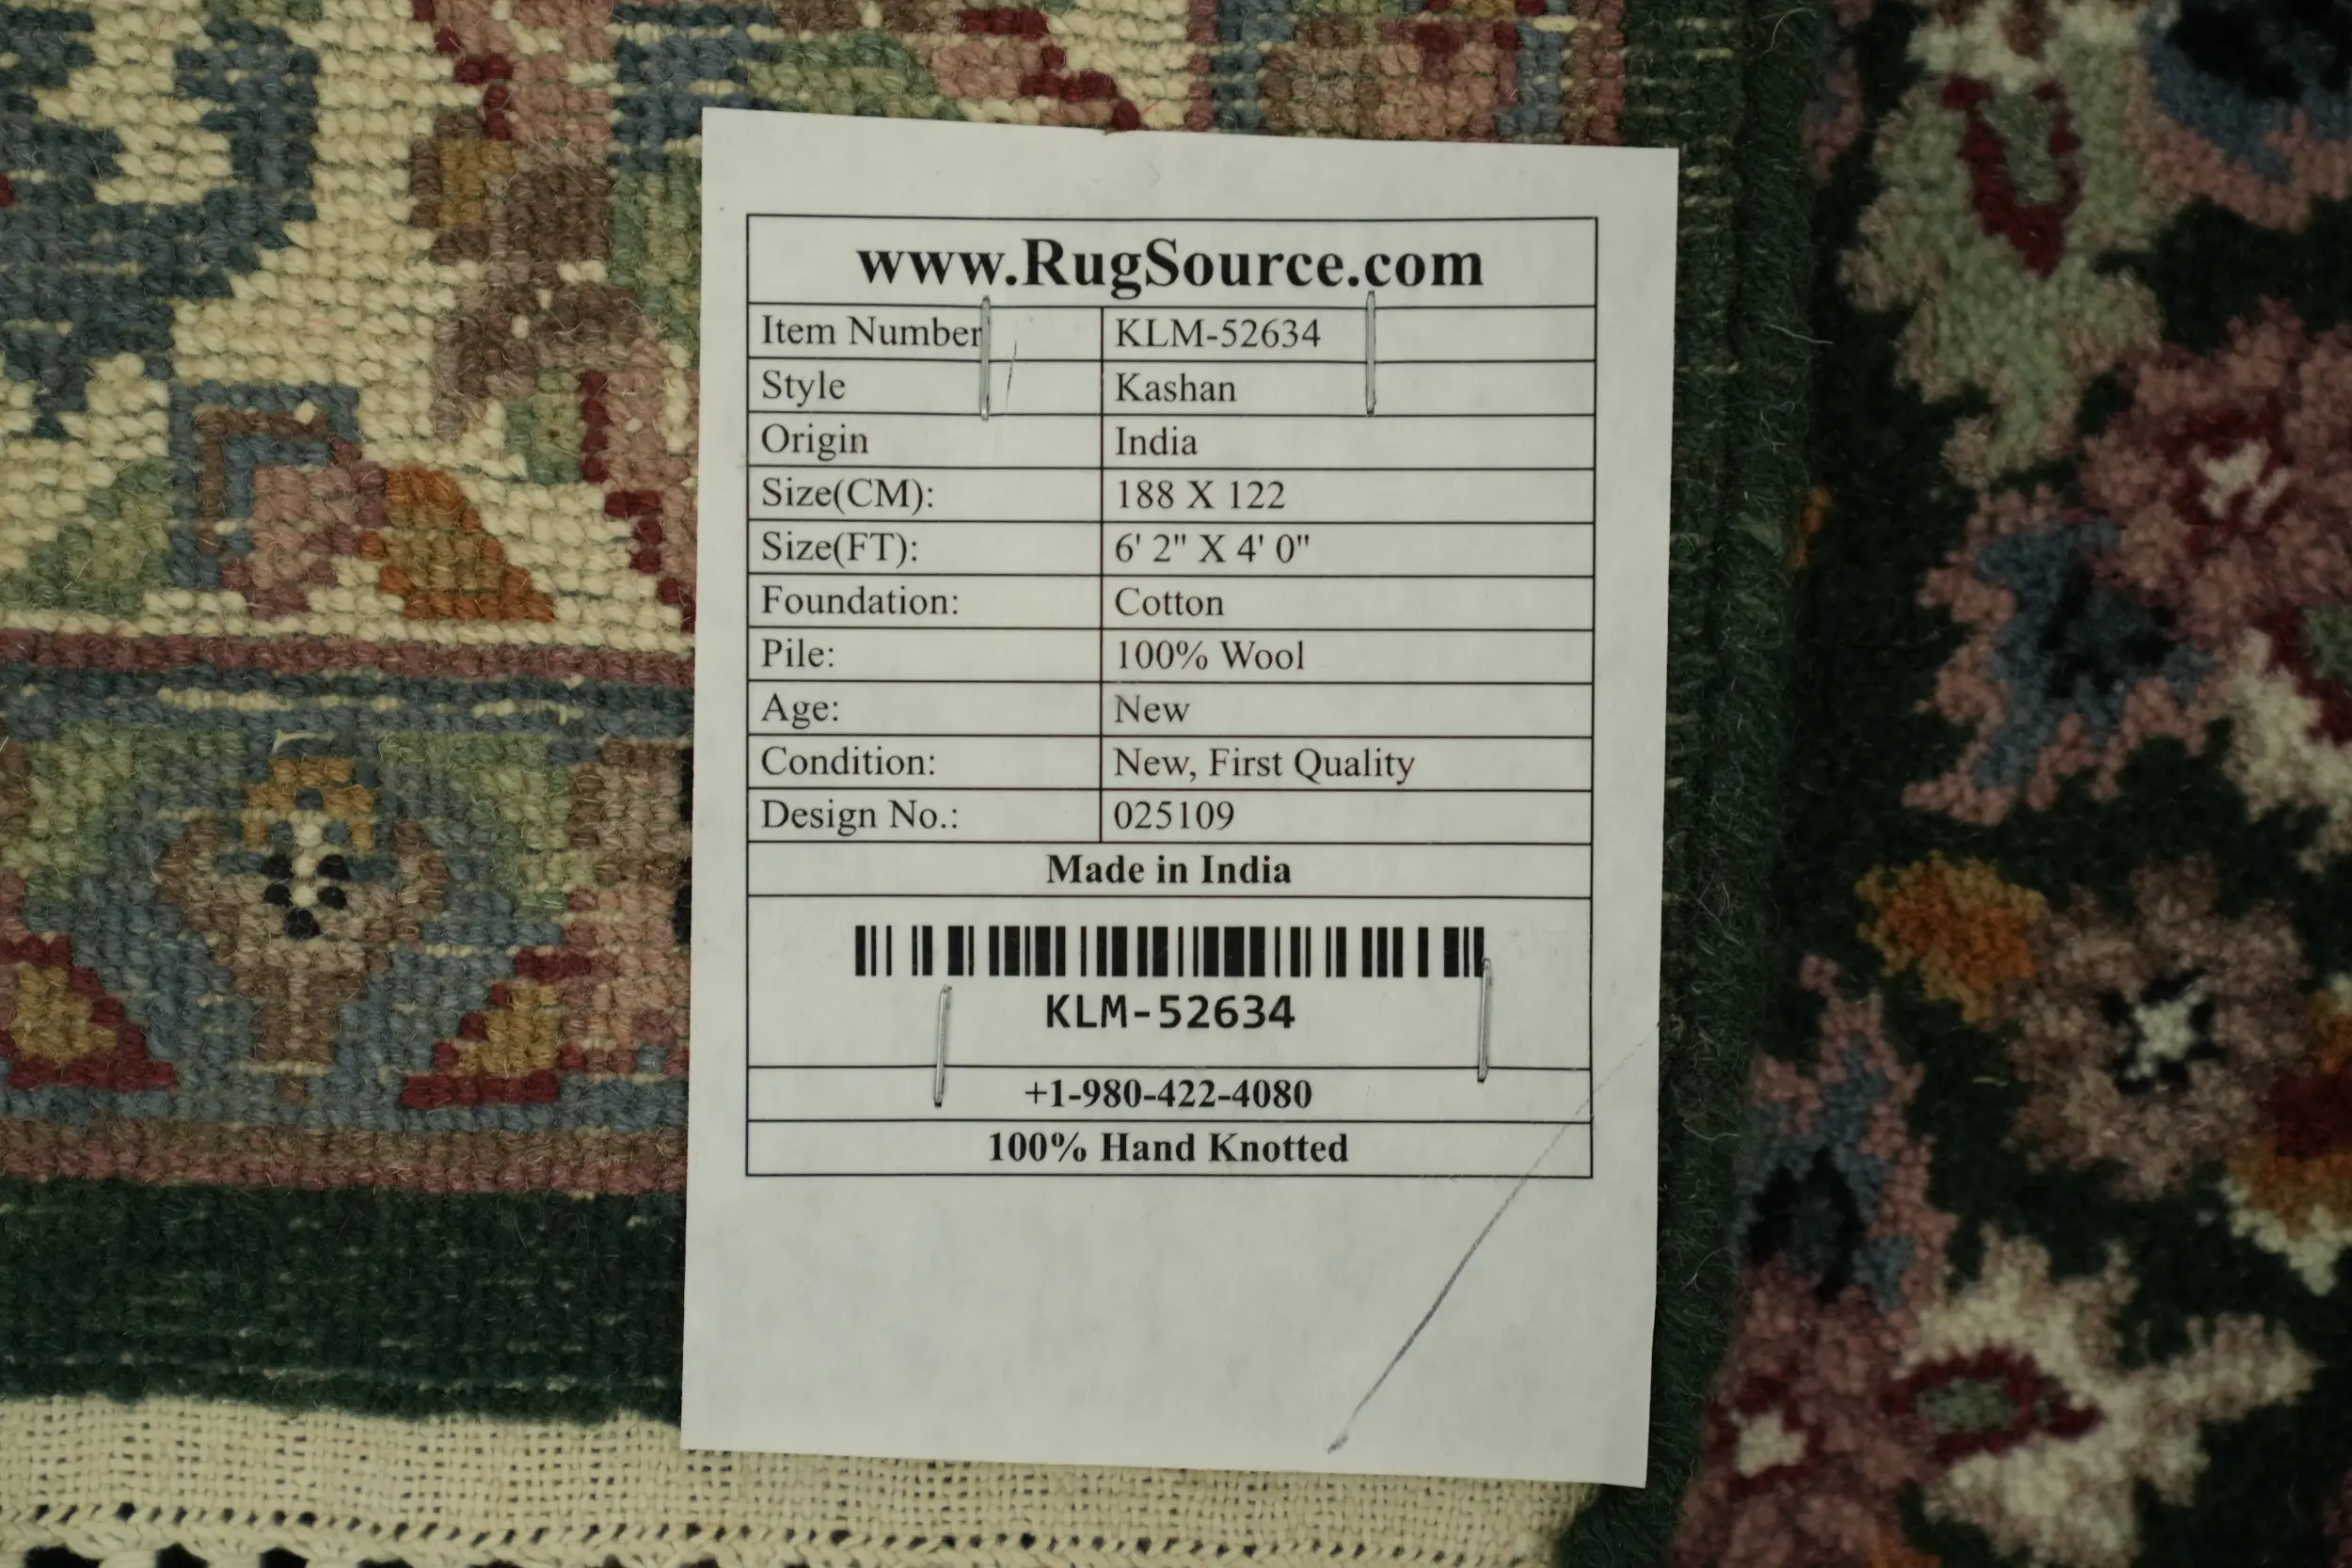 www.RugSource.com
Item Number KLM-52634
Style Kashan
Origin India
Size(CM): 188 X 122
Size(FT): 6' 2" X 4' 0"
Foundation: Cotton
Pile: 100% Wool
Age: New
Condition: New, First Quality
Design No.: 025109
Made in India
KLM-52634
+1-980-422-4080
100% Hand Knotted